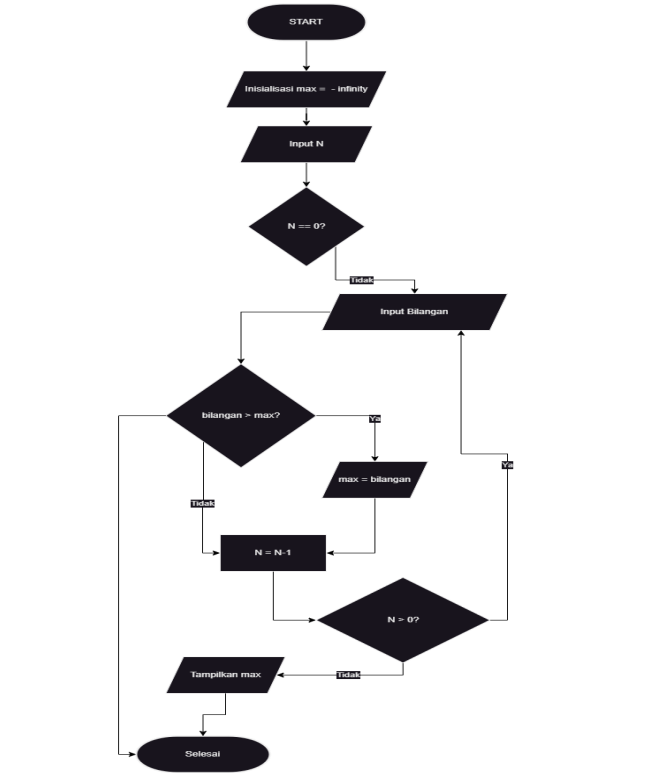 START
Inisialisasi max = - infinity
Input N
N == 0?
Tidak
Input Bilangan
bilangan > max?
Ya
Ya
max = bilangan
Tidak
N = N-1
N > 0?
Tampilkan max
Tidak
Selesai